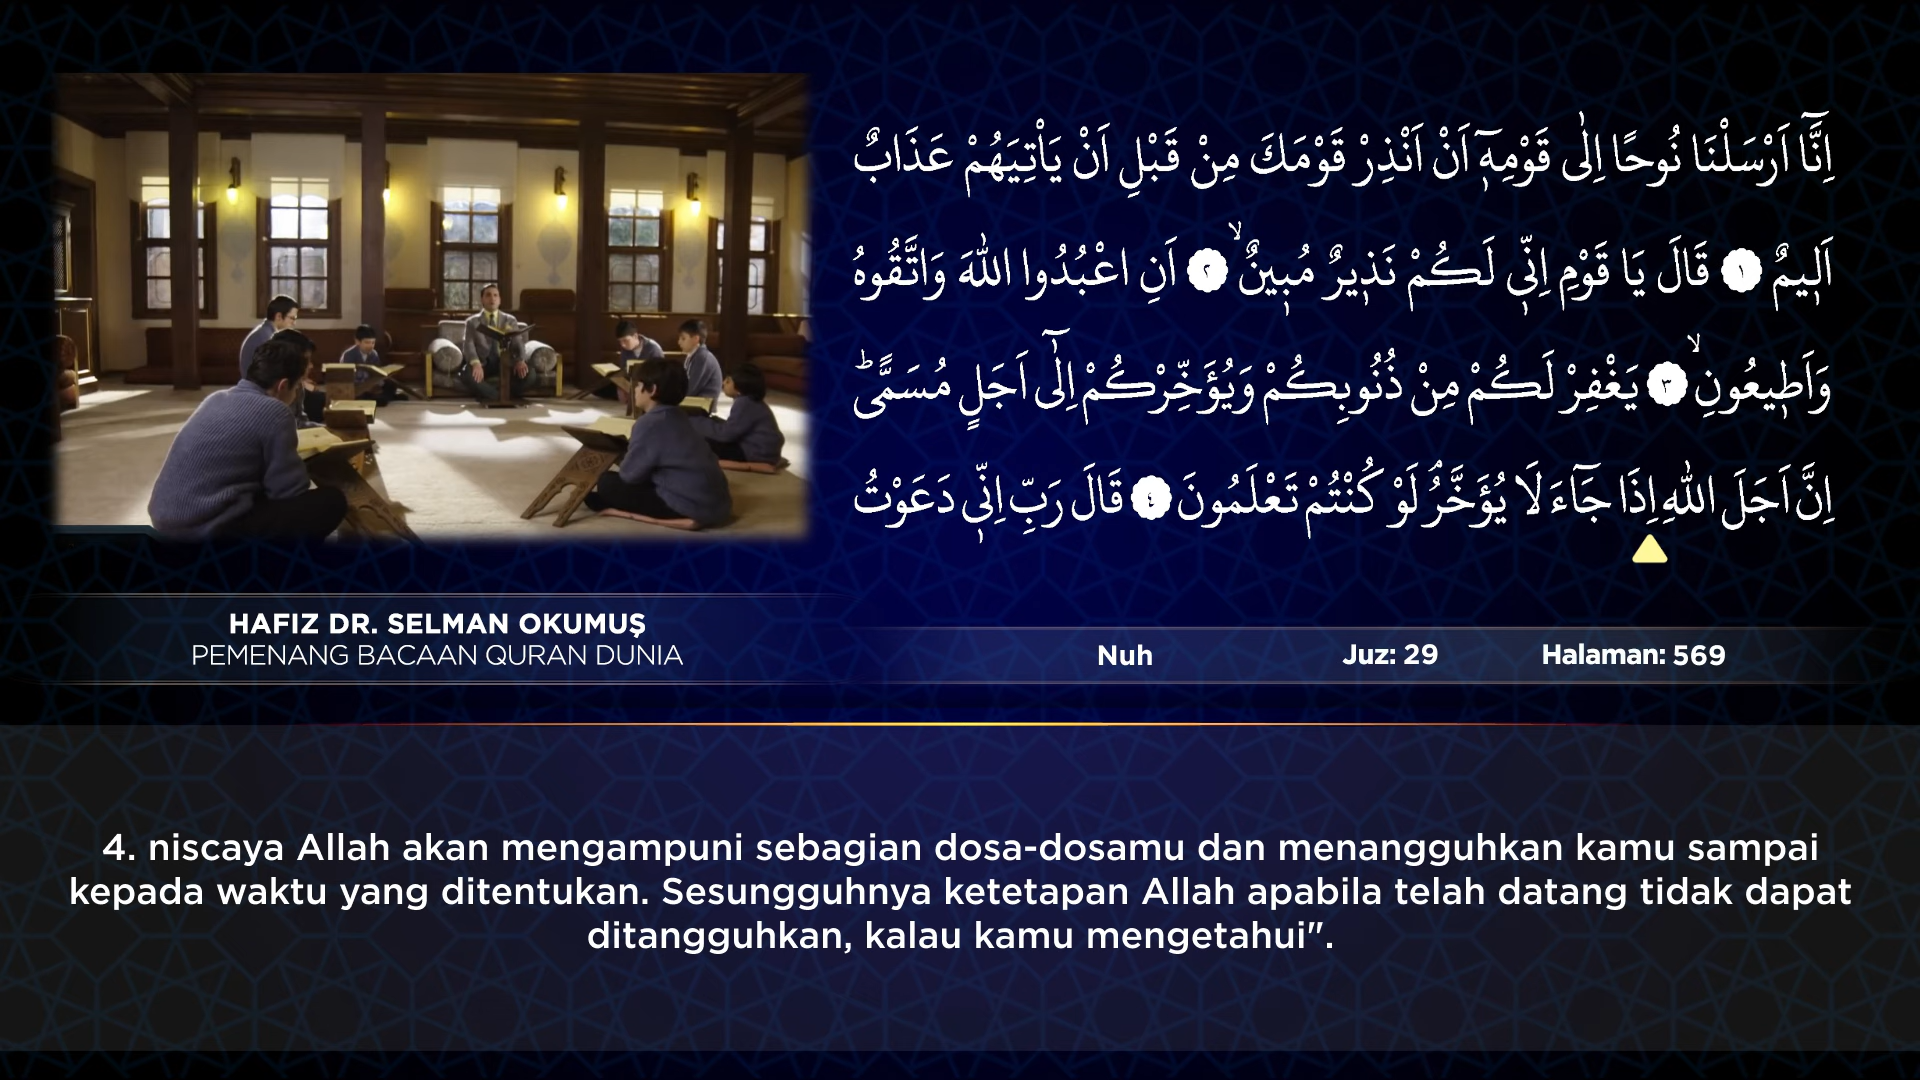 اِنَّٓا اَرْسَلْنَا نُوحًا اِلٰى قَوْمِهٖٓ اَنْ اَنْذِرْ قَوْمَكَ مِنْ قَبْلِ اَنْ يَأْتِيَهُمْ عَذَابٌ
اَلٖيمٌ ١ قَالَ يَا قَوْمِ اِنّٖي لَكُمْ نَذٖيرٌ مُبٖينٌۙ ٢ اَنِ اعْبُدُوا اللّٰهَ وَاتَّقُوهُ
وَاَطٖيعُونِۙ ٣ يَغْفِرْ لَكُمْ مِنْ ذُنُوبِكُمْ وَيُؤَخِّرْكُمْ اِلٰٓى اَجَلٍ مُسَمًّىؕ
اِنَّ اَجَلَ اللّٰهِ اِذَا جَٓاءَ لَا يُؤَخَّرُۢ لَوْ كُنْتُمْ تَعْلَمُونَ ٤ قَالَ رَبِّ اِنّٖي دَعَوْتُ
HAFIZ DR. SELMAN OKUMUŞ
PEMENANG BACAAN QURAN DUNIA
Nuh Juz: 29 Halaman: 569
4. niscaya Allah akan mengampuni sebagian dosa-dosamu dan menangguhkan kamu sampai
kepada waktu yang ditentukan. Sesungguhnya ketetapan Allah apabila telah datang tidak dapat
ditangguhkan, kalau kamu mengetahui".